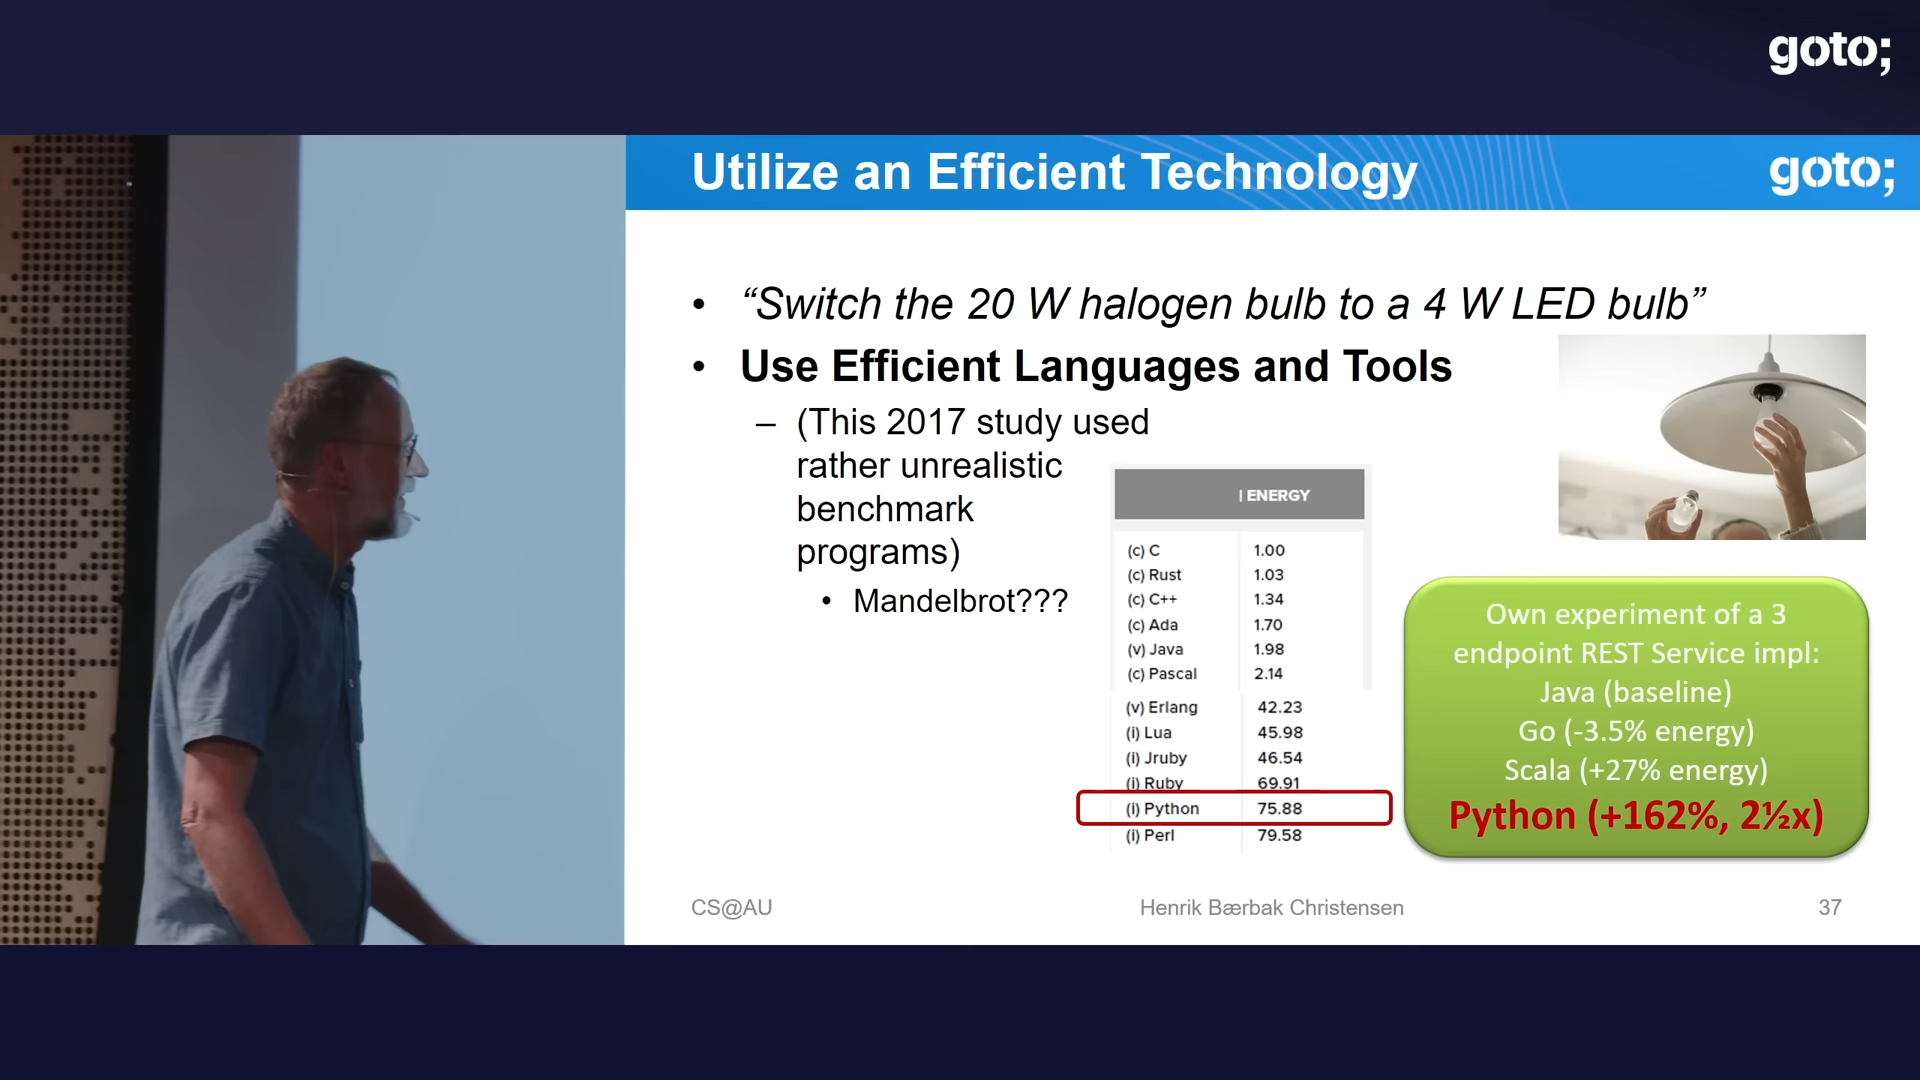 goto;
Utilize an Efficient Technology
goto;
• “Switch the 20 W halogen bulb to a 4 W LED bulb”
• Use Efficient Languages and Tools
– (This 2017 study used
rather unrealistic
benchmark
programs)
• Mandelbrot???
| ENERGY
(c) C 1.00
(c) Rust 1.03
(c) C++ 1.34
(c) Ada 1.70
(v) Java 1.98
(c) Pascal 2.14
(v) Erlang 42.23
(i) Lua 45.98
(i) Jruby 46.54
(i) Ruby 69.91
(i) Python 75.88
(i) Perl 79.58
Own experiment of a 3
endpoint REST Service impl:
Java (baseline)
Go (-3.5% energy)
Scala (+27% energy)
Python (+162%, 2½x)
CS@AU
Henrik Bærbak Christensen
37